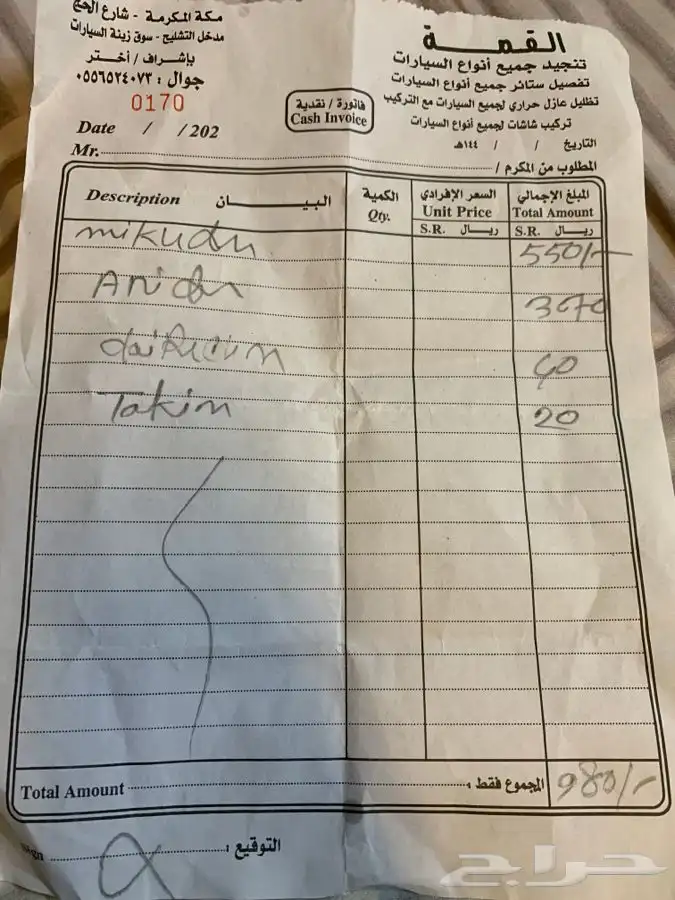 مكة المكرمة - شارع الحج
مدخل التشليح - سوق زينة السيارات
بإشراف / أختر
جوال : ٠٥٥٦٥٢٤٠٧٣
0170
Date / /202
Mr.
فاتورة / نقدية
Cash Invoice
القمة
تنجيد جميع أنواع السيارات
تفصيل ستائر جميع أنواع السيارات
تظليل عازل حراري لجميع السيارات مع التركيب
تركيب شاشات لجميع أنواع السيارات
التاريخ / / ١٤٤هـ
المطلوب من المكرم /
Description البيـــان الكمية السعر الإفرادي المبلغ الإجمالي
Qty. Unit Price Total Amount
S.R. ريال S.R. ريال
mikudu 550/-
40
Takim 20
Total Amount المجموع فقط : 980/-
Sign التوقيع :
حراج